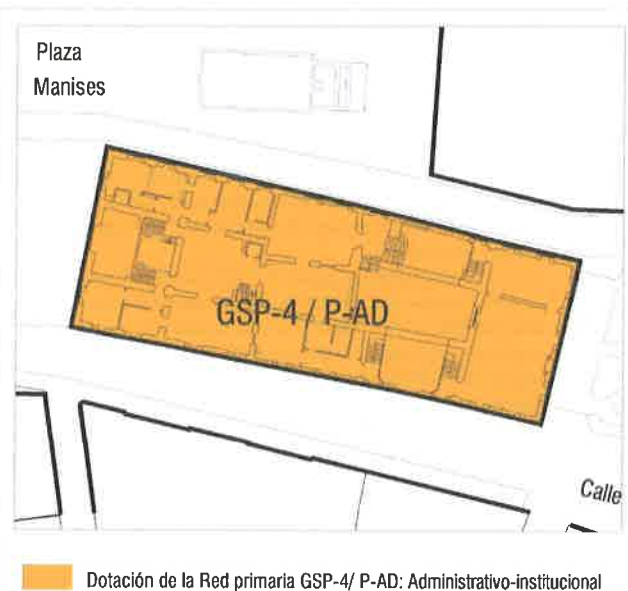 Plaza
Manises
GSP-4 / P-AD
Calle
Dotación de la Red primaria GSP-4/ P-AD: Administrativo-institucional